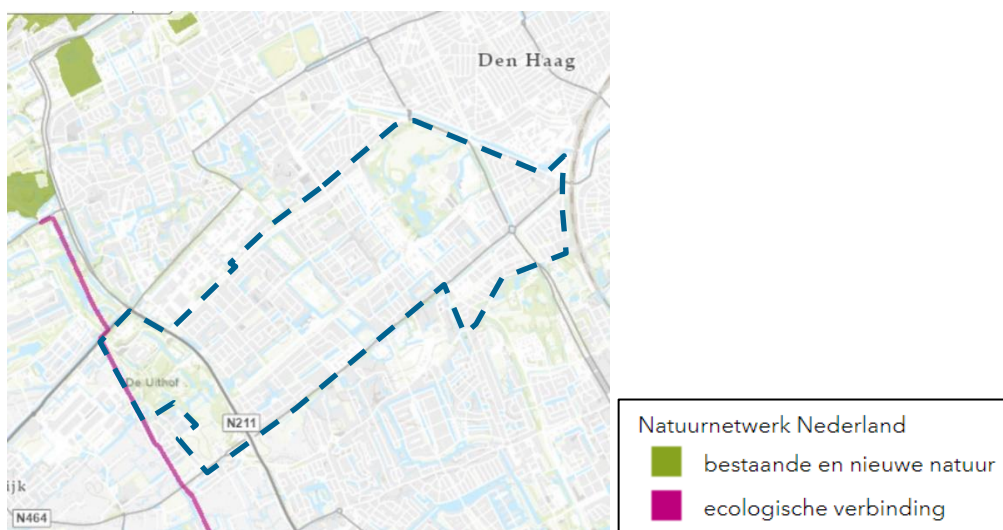 Den Haag
De Uithof
N211
ijk
N464
Natuurnetwerk Nederland
bestaande en nieuwe natuur
ecologische verbinding